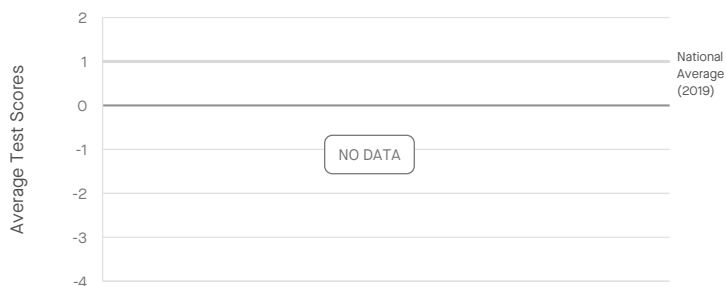 2
1
National
Average
(2019)
0
Average Test Scores
-1
NO DATA
-2
-3
-4